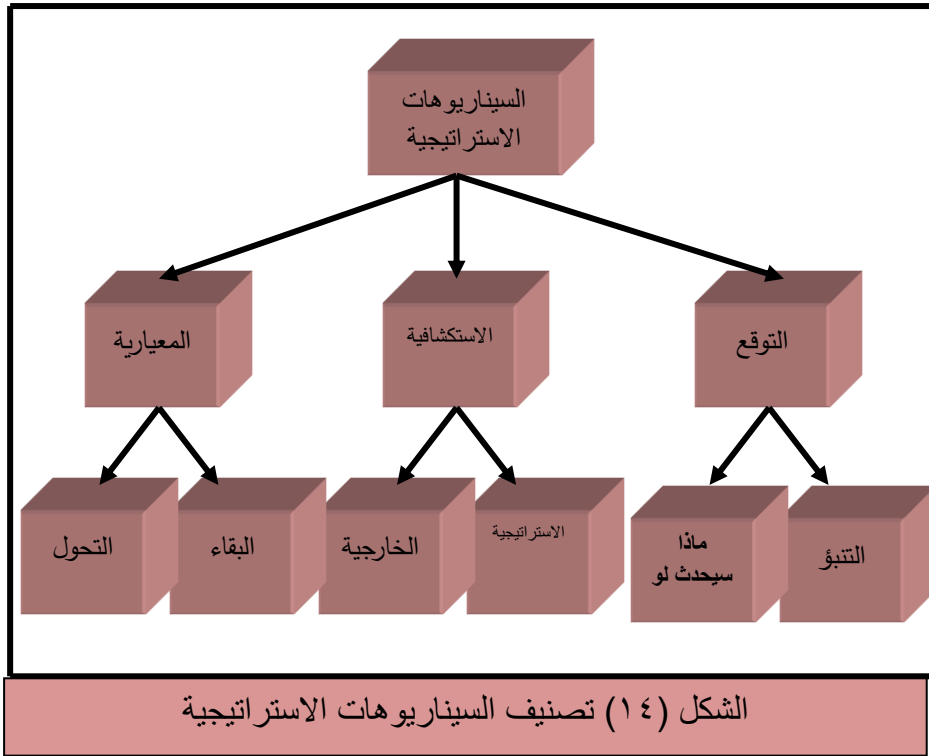 السيناريوهات
الاستراتيجية
التوقع
الاستكشافية
المعيارية
التنبؤ
ماذا
سيحدث لو
الاستراتيجية
الخارجية
البقاء
التحول
الشكل (١٤) تصنيف السيناريوهات الاستراتيجية